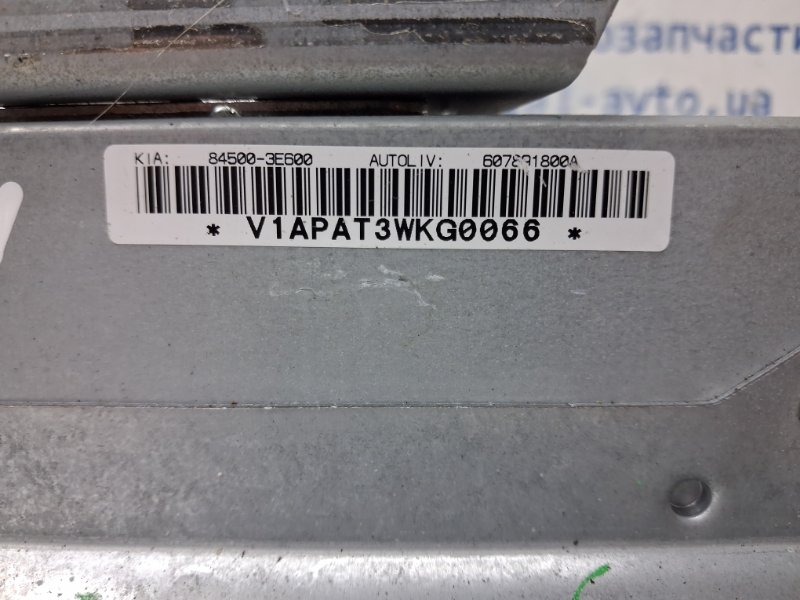 KIA: 84500-3E600 AUTOLIV: 607891800A
* V1APAT3WKG0066 *